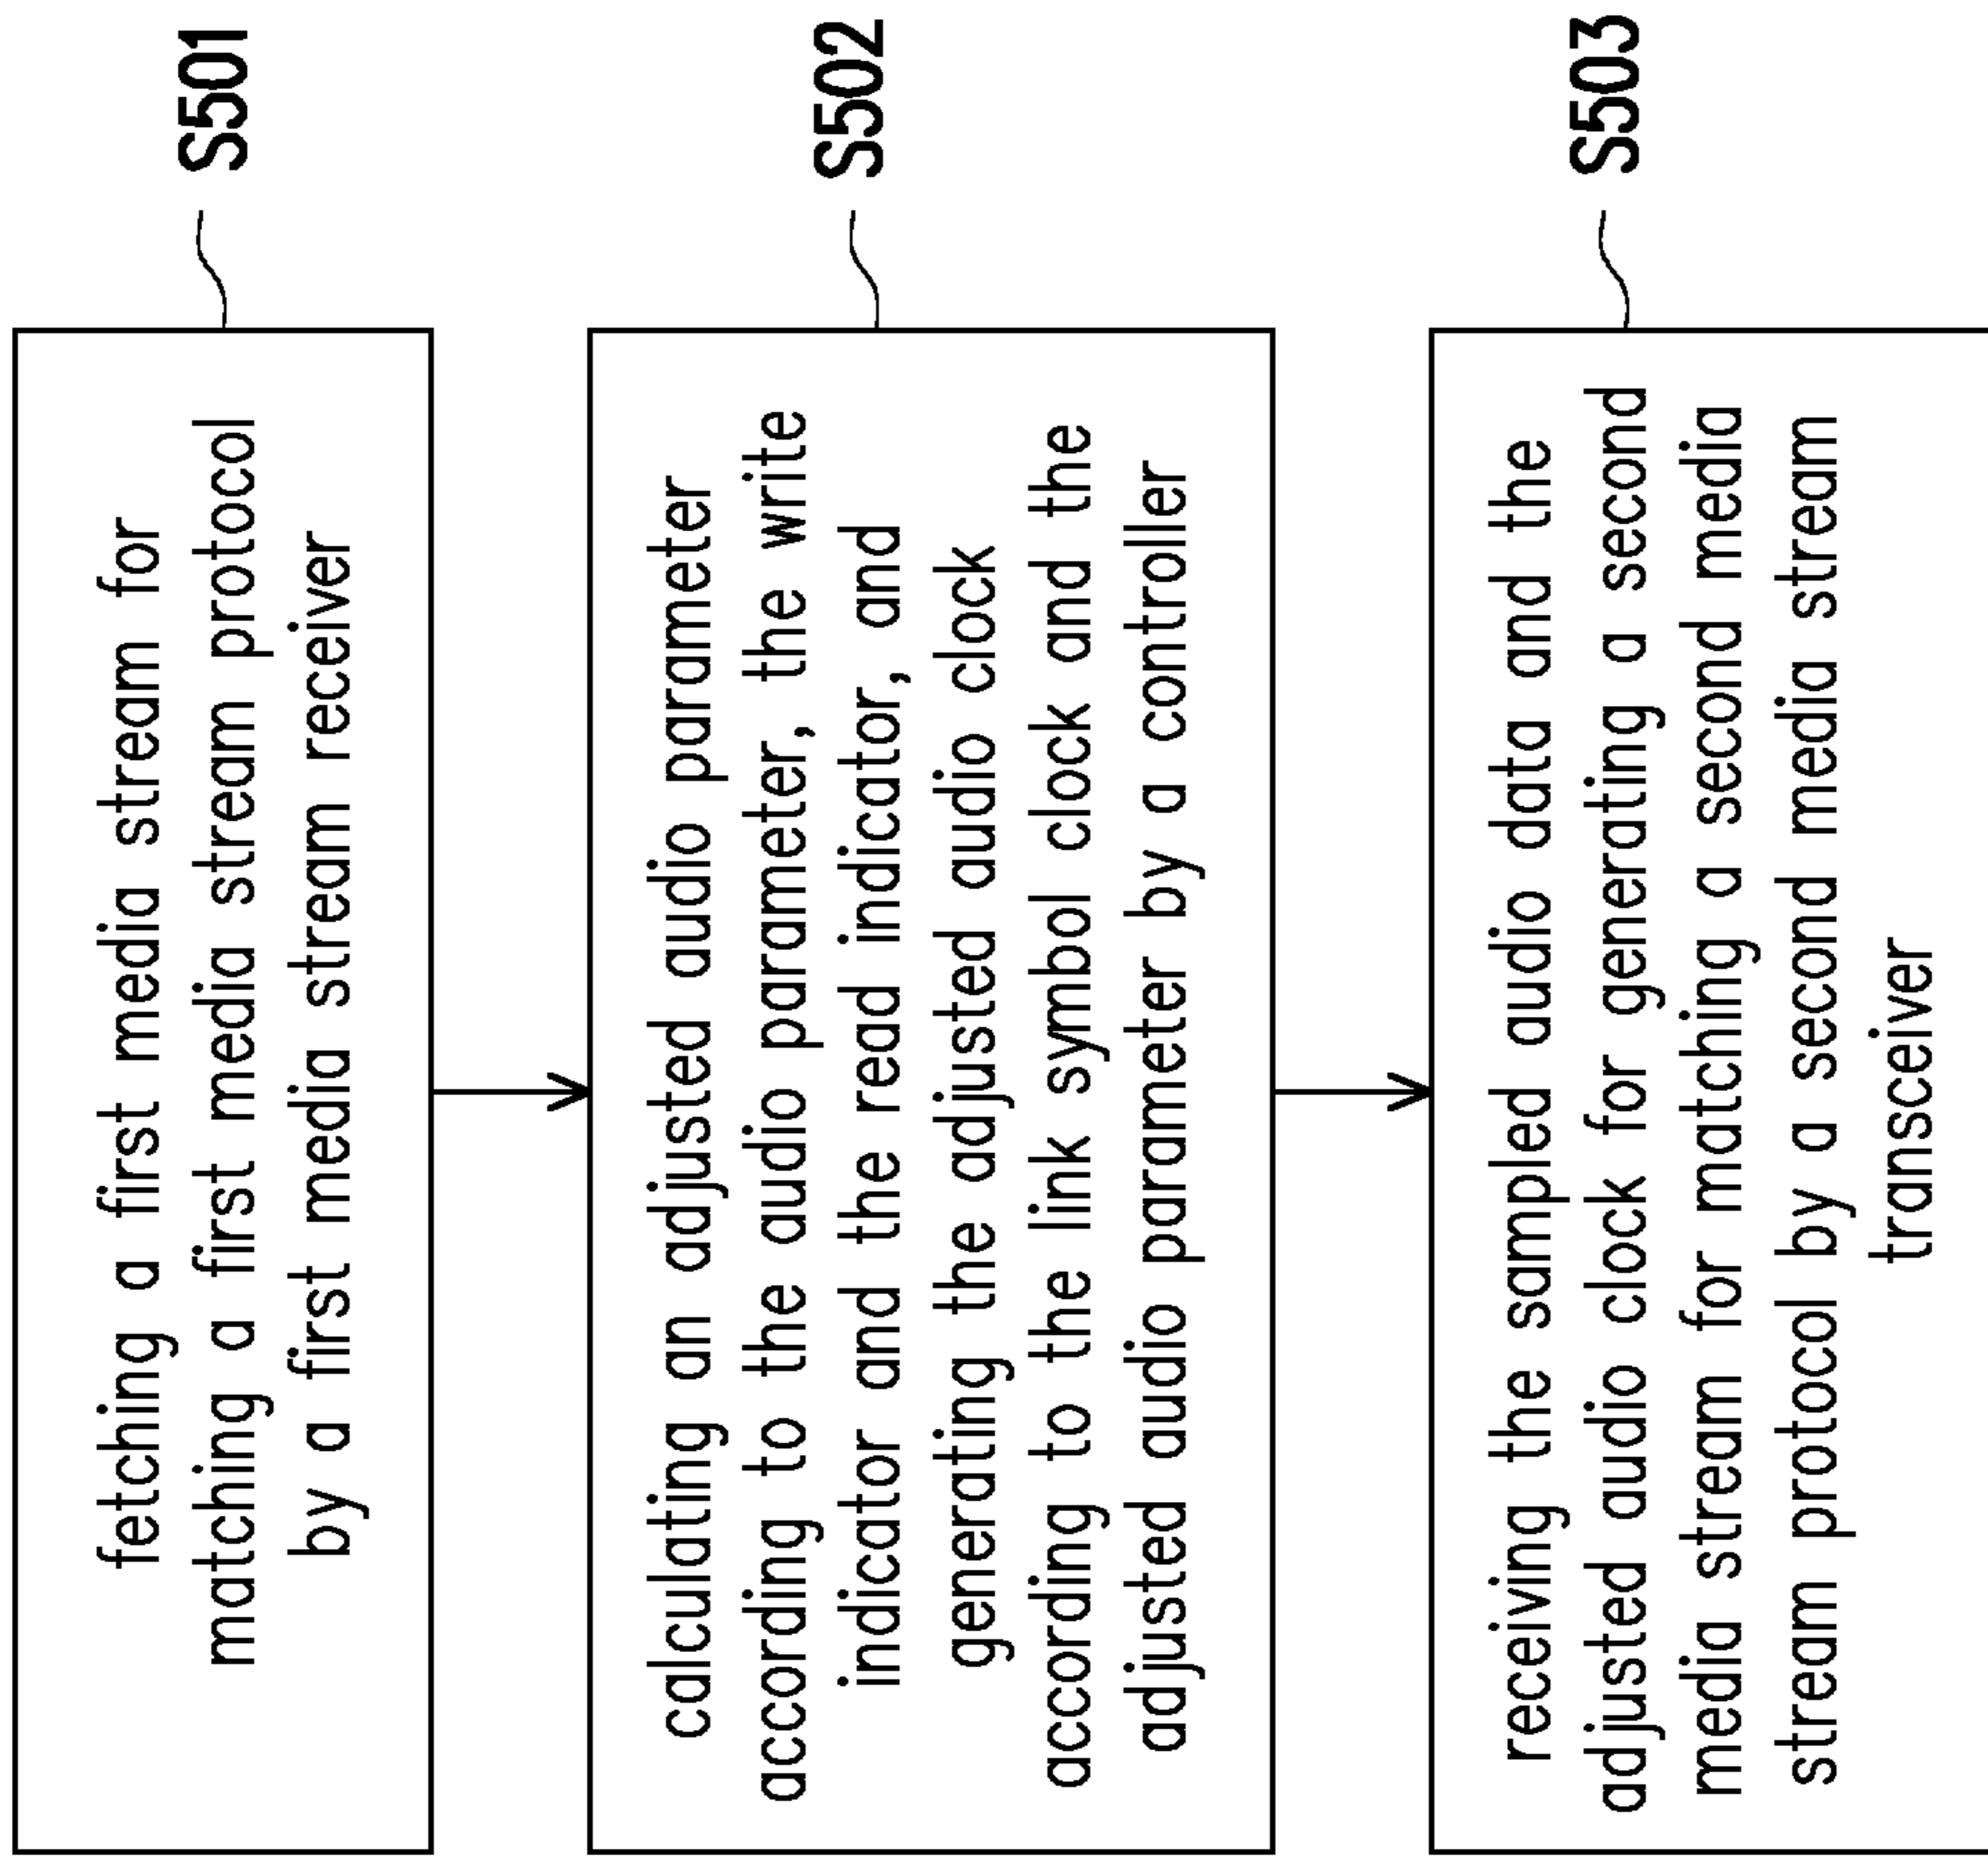 fetching a first media stream for
matching a first media stream protocol
by a first media stream receiver
S501
calculating an adjusted audio parameter
according to the audio parameter, the write
indicator and the read indicator, and
generating the adjusted audio clock
according to the link symbol clock and the
adjusted audio parameter by a controller
S502
receiving the sampled audio data and the
adjusted audio clock for generating a second
media stream for matching a second media
stream protocol by a second media stream
transceiver
S503